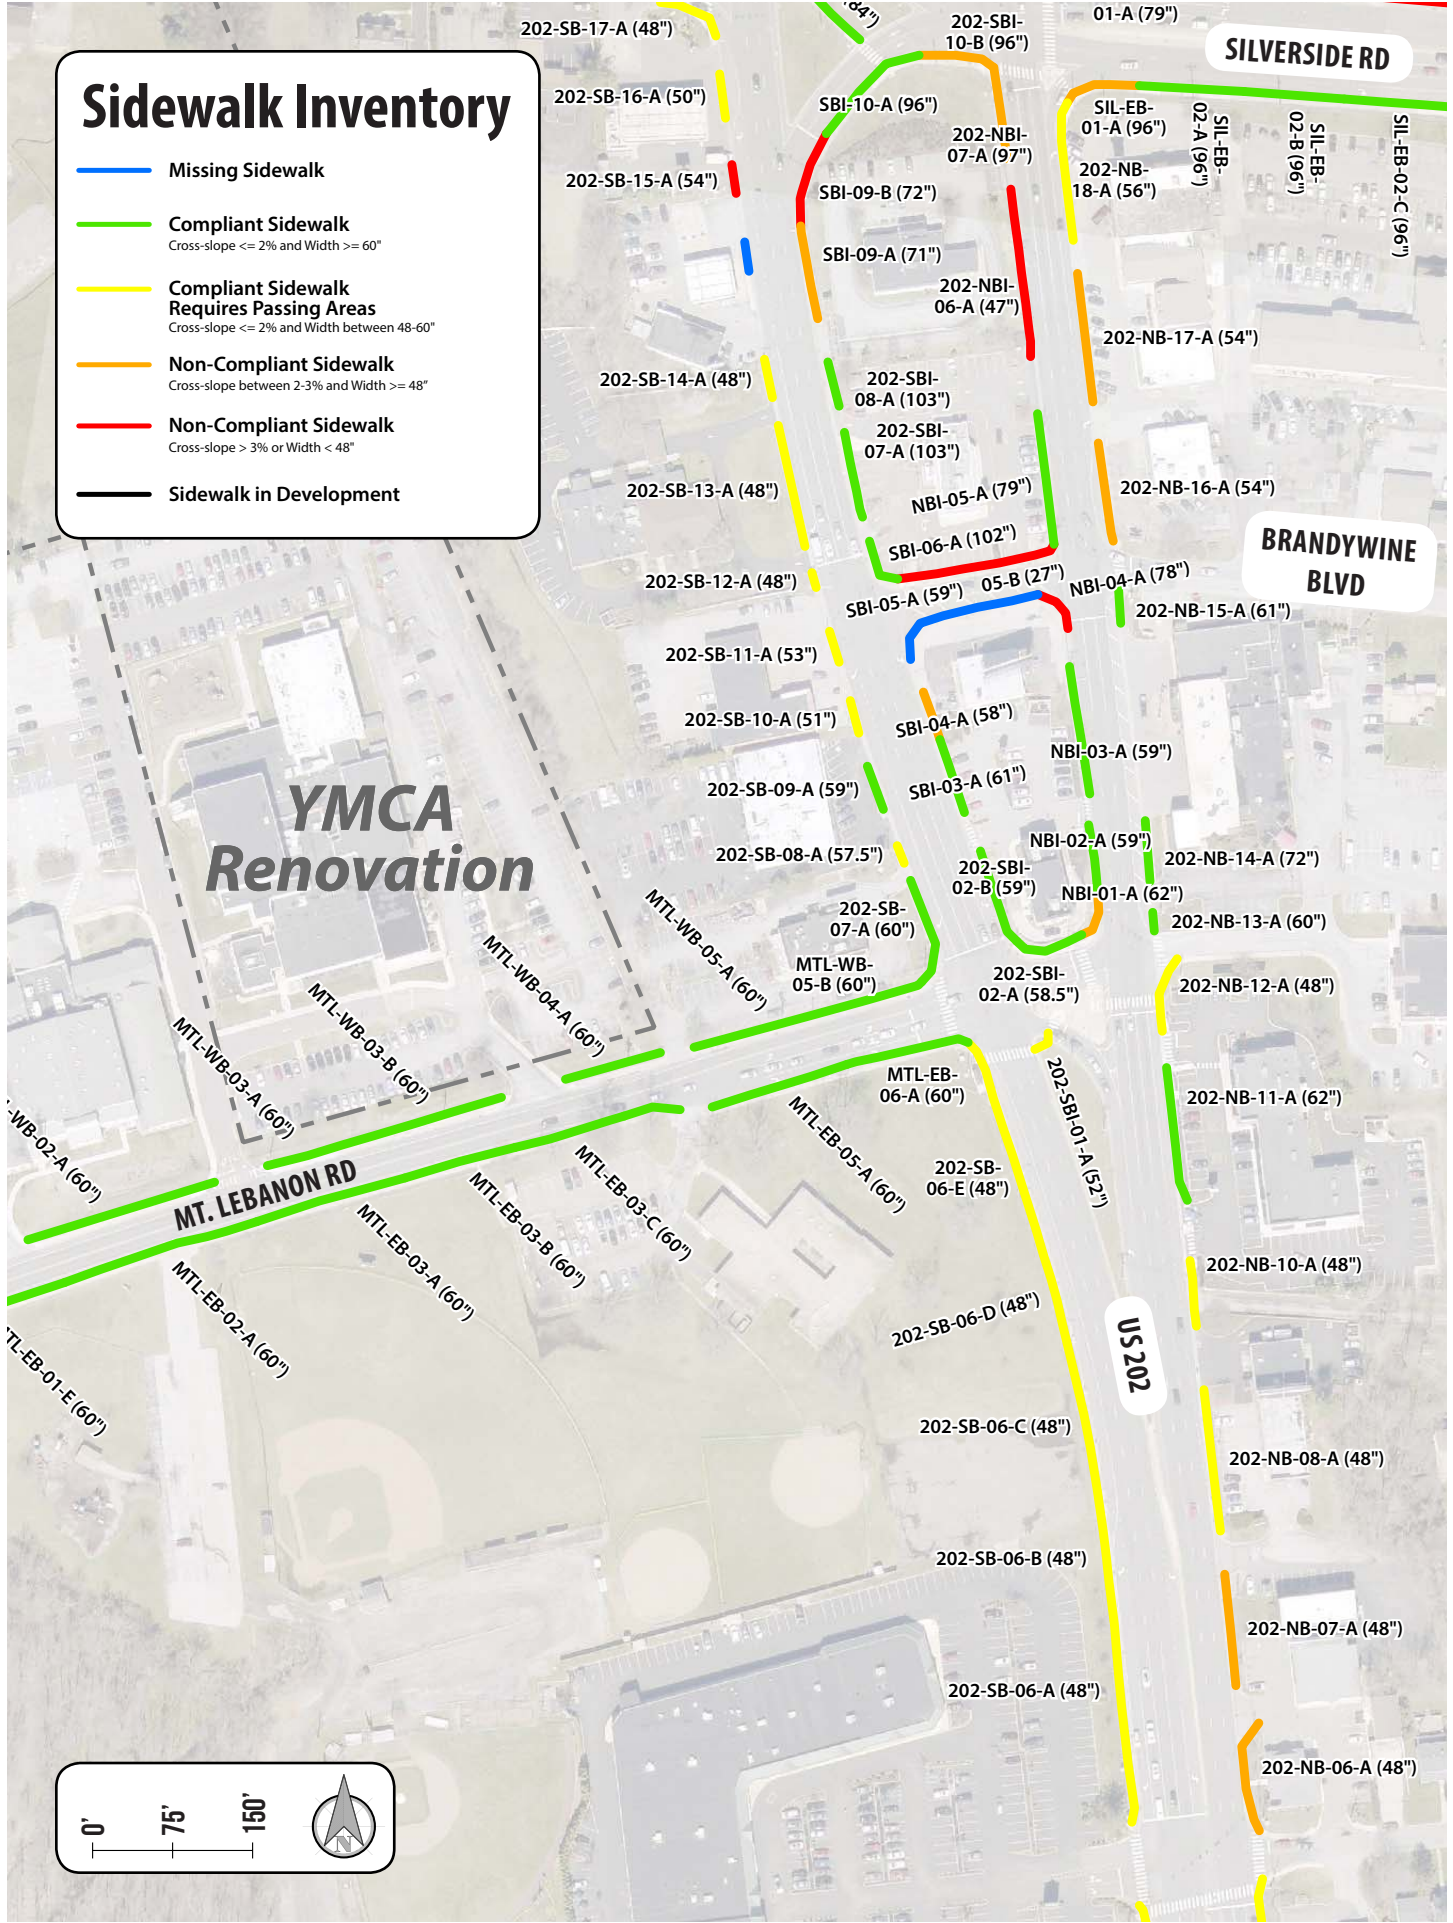 84")
202-SBI-
10-B (96")
01-A (79")
202-SB-17-A (48")
SILVERSIDE RD
Sidewalk Inventory
Missing Sidewalk
Compliant Sidewalk
Cross-slope <= 2% and Width >= 60"
Compliant Sidewalk
Requires Passing Areas
Cross-slope <= 2% and Width between 48-60"
Non-Compliant Sidewalk
Cross-slope between 2-3% and Width >= 48"
Non-Compliant Sidewalk
Cross-slope > 3% or Width < 48"
Sidewalk in Development
202-SB-16-A (50")
SBI-10-A (96")
202-NBI-
07-A (97")
SIL-EB-
01-A (96")
SIL-EB-
02-A (96")
SIL-EB-
02-B (96")
SIL-EB-02-C (96")
202-SB-15-A (54")
SBI-09-B (72")
202-NB-
18-A (56")
SBI-09-A (71")
202-NBI-
06-A (47")
202-NB-17-A (54")
202-SB-14-A (48")
202-SBI-
08-A (103")
202-SBI-
07-A (103")
202-SB-13-A (48")
NBI-05-A (79")
202-NB-16-A (54")
SBI-06-A (102")
BRANDYWINE
BLVD
202-SB-12-A (48")
SBI-05-A (59")
05-B (27")
NBI-04-A (78")
202-NB-15-A (61")
202-SB-11-A (53")
202-SB-10-A (51")
SBI-04-A (58")
NBI-03-A (59")
202-SB-09-A (59")
SBI-03-A (61")
YMCA
Renovation
202-SB-08-A (57.5")
NBI-02-A (59")
202-NB-14-A (72")
202-SBI-
02-B (59")
NBI-01-A (62")
202-SB-
07-A (60")
202-NB-13-A (60")
MTL-WB-05-A (60")
MTL-WB-
05-B (60")
202-SBI-
02-A (58.5")
202-NB-12-A (48")
MTL-WB-04-A (60")
MTL-WB-03-B (60")
MTL-WB-03-A (60")
-WB-02-A (60")
MTL-EB-
06-A (60")
202-NB-11-A (62")
202-SBI-01-A (52")
MTL-EB-05-A (60")
202-SB-
06-E (48")
MT. LEBANON RD
MTL-EB-03-C (60")
MTL-EB-03-B (60")
MTL-EB-03-A (60")
MTL-EB-02-A (60")
TL-EB-01-E (60")
202-NB-10-A (48")
202-SB-06-D (48")
US 202
202-SB-06-C (48")
202-NB-08-A (48")
202-SB-06-B (48")
202-NB-07-A (48")
202-SB-06-A (48")
202-NB-06-A (48")
0'
75'
150'
N